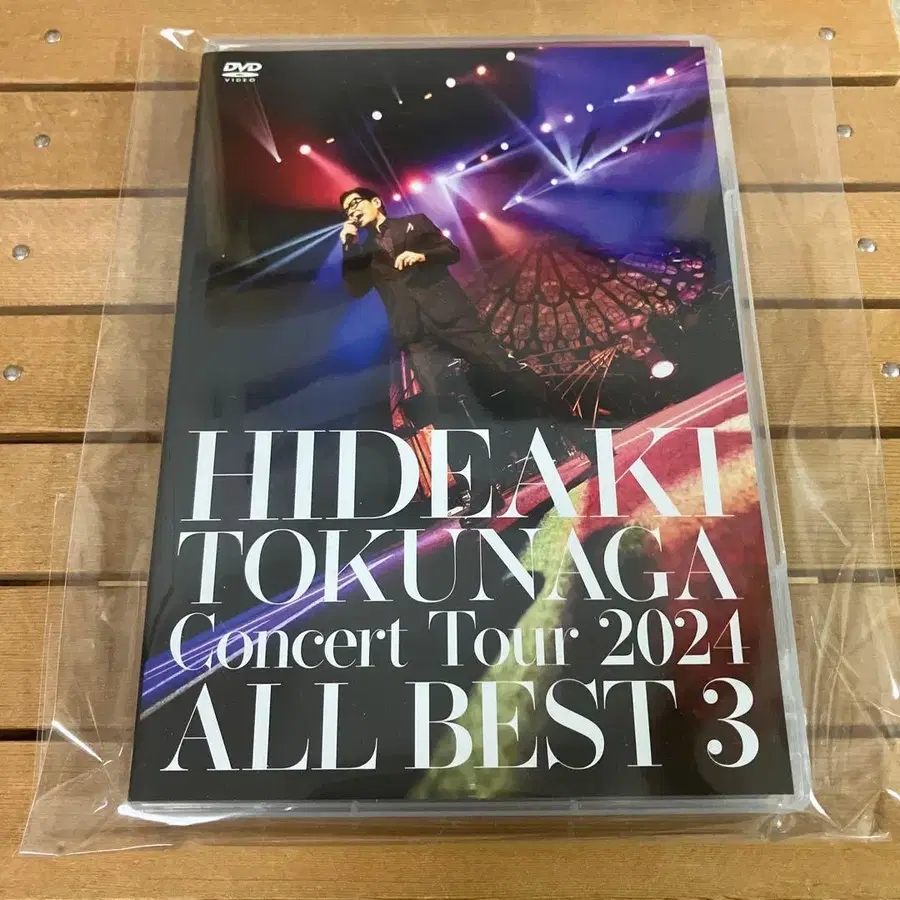 DVD
VIDEO
HIDEAKI
TOKUNAGA
Concert Tour 2024
ALL BEST 3